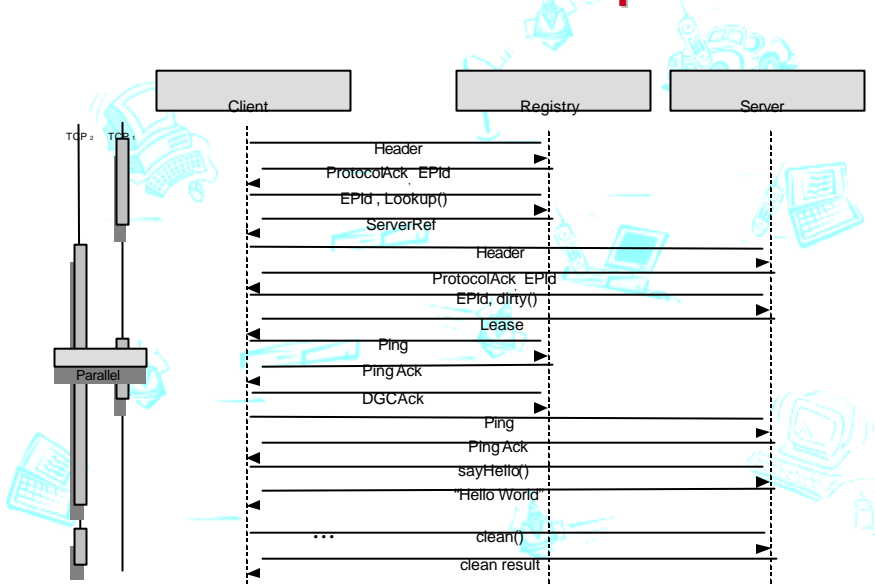 Client
Registry
Server
TCP 2
TCP 1
Header
ProtocolAck, EPId
EPId , Lookup()
ServerRef
Header
ProtocolAck, EPId
EPId, dirty()
Lease
Ping
Parallel
Ping Ack
DGCAck
Ping
Ping Ack
sayHello()
"Hello World"
... clean()
clean result